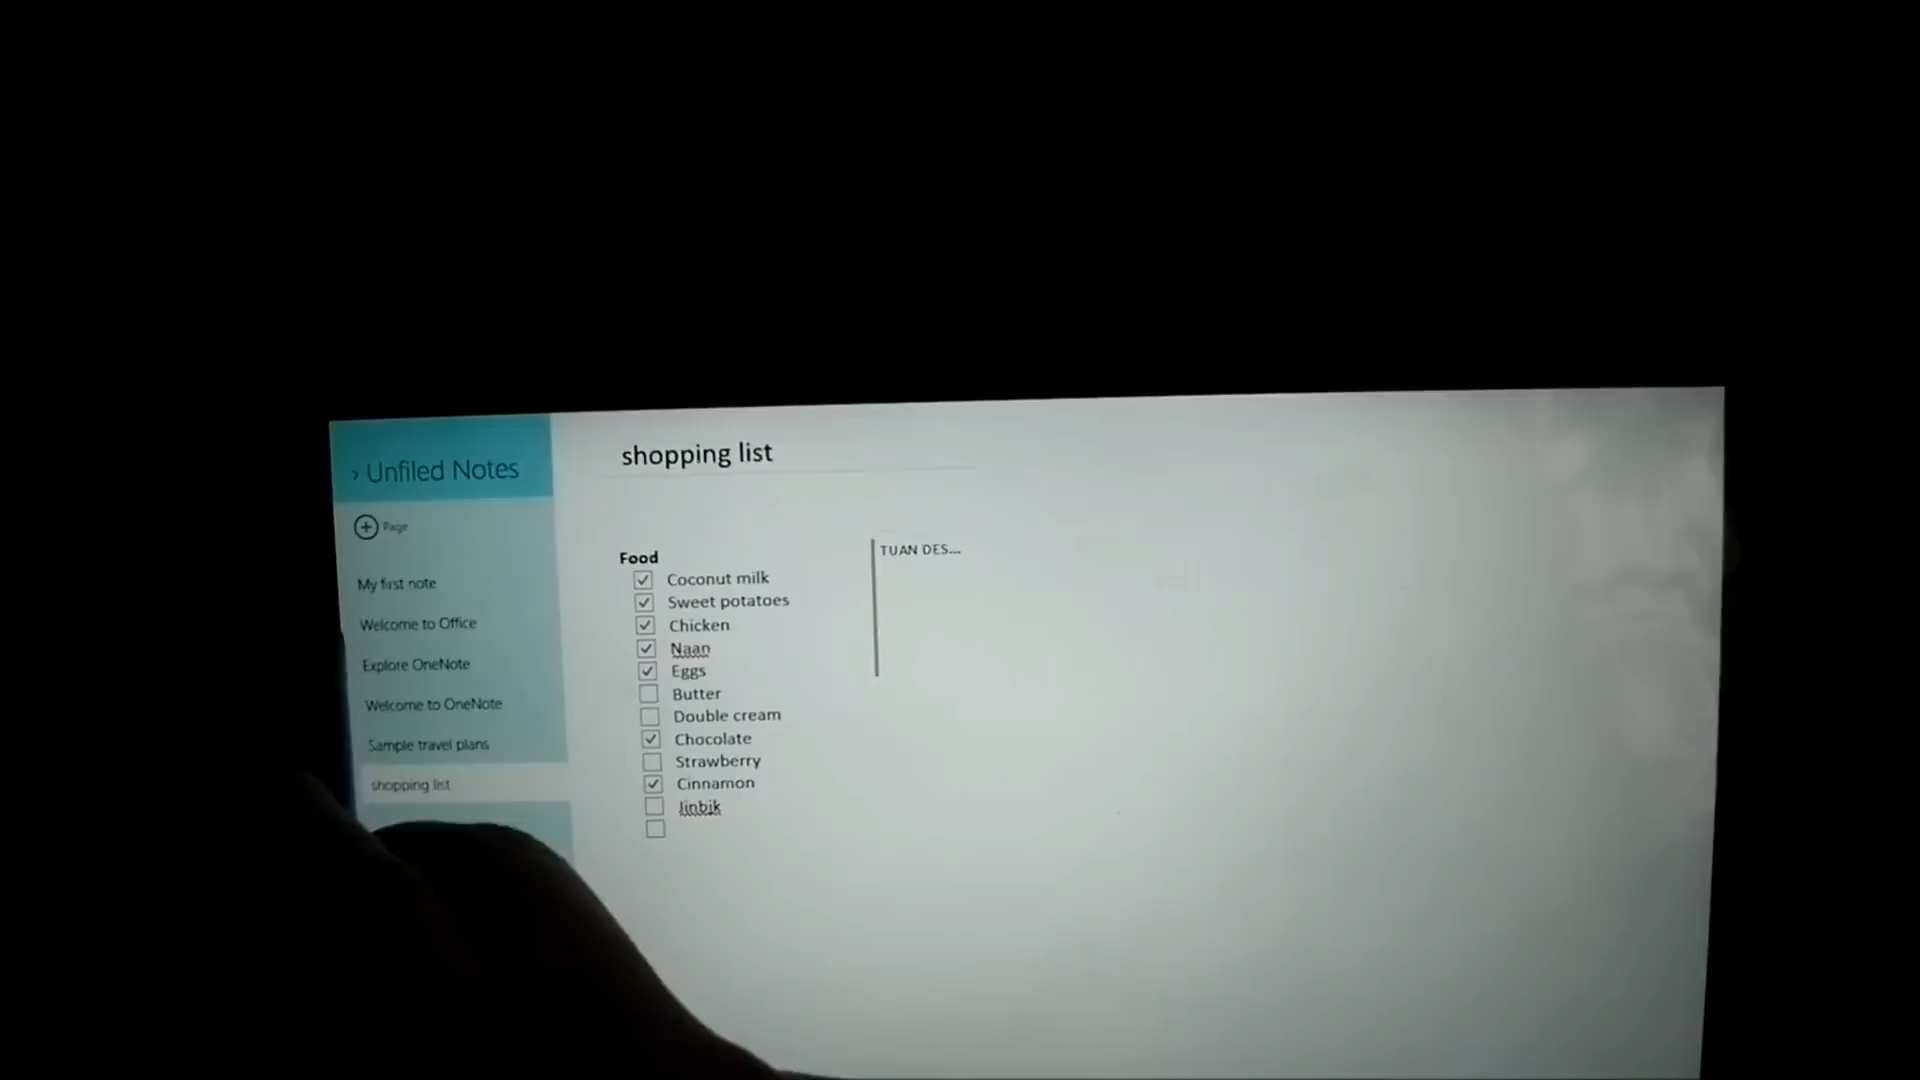 › Unfiled Notes
Page
My first note
Welcome to Office
Explore OneNote
Welcome to OneNote
Sample travel plans
shopping list
shopping list
Food
Coconut milk
Sweet potatoes
Chicken
Naan
Eggs
Butter
Double cream
Chocolate
Strawberry
Cinnamon
Jinbik
TUAN DES...